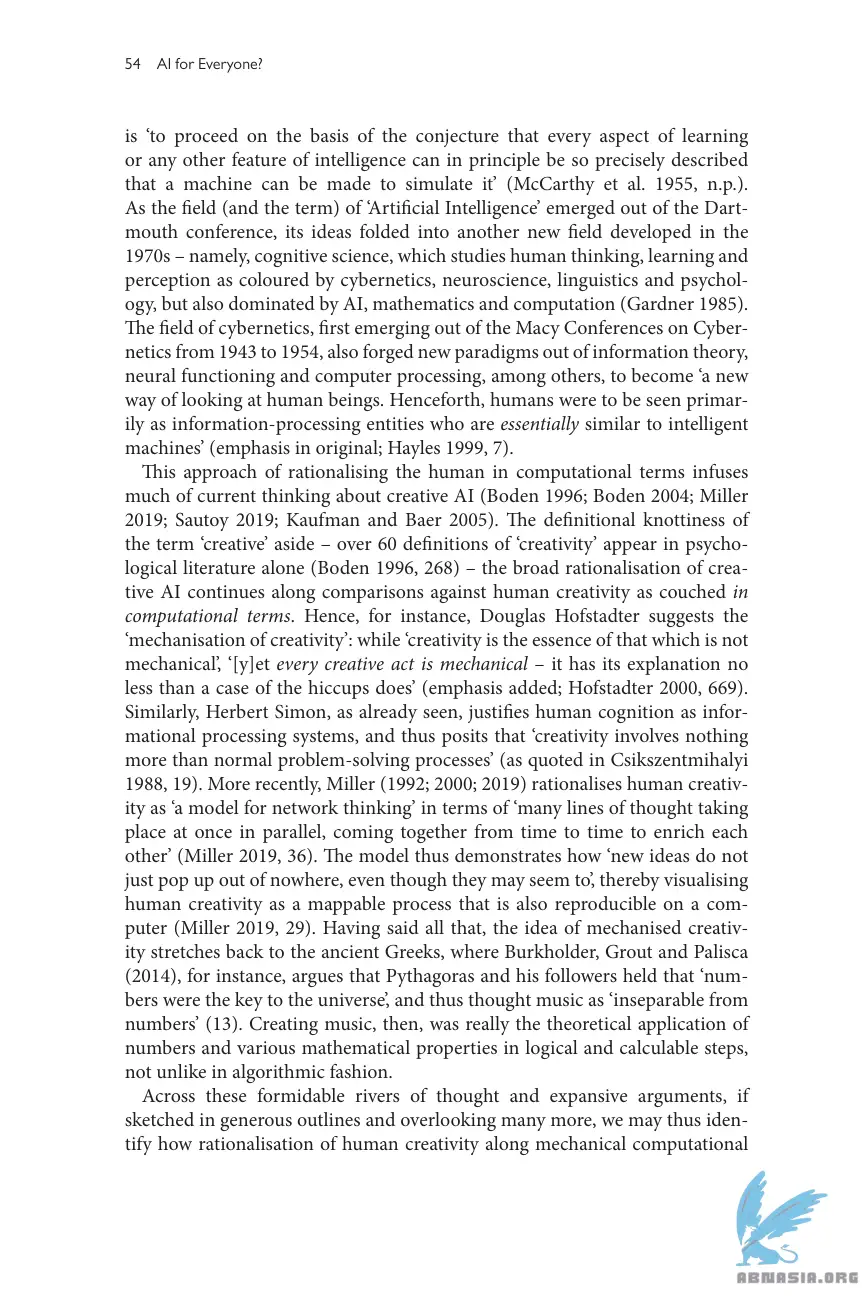 54 AI for Everyone?
is ‘to proceed on the basis of the conjecture that every aspect of learning
or any other feature of intelligence can in principle be so precisely described
that a machine can be made to simulate it’ (McCarthy et al. 1955, n.p.).
As the field (and the term) of ‘Artificial Intelligence’ emerged out of the Dart-
mouth conference, its ideas folded into another new field developed in the
1970s – namely, cognitive science, which studies human thinking, learning and
perception as coloured by cybernetics, neuroscience, linguistics and psychol-
ogy, but also dominated by AI, mathematics and computation (Gardner 1985).
The field of cybernetics, first emerging out of the Macy Conferences on Cyber-
netics from 1943 to 1954, also forged new paradigms out of information theory,
neural functioning and computer processing, among others, to become ‘a new
way of looking at human beings. Henceforth, humans were to be seen primar-
ily as information-processing entities who are essentially similar to intelligent
machines’ (emphasis in original; Hayles 1999, 7).
This approach of rationalising the human in computational terms infuses
much of current thinking about creative AI (Boden 1996; Boden 2004; Miller
2019; Sautoy 2019; Kaufman and Baer 2005). The definitional knottiness of
the term ‘creative’ aside – over 60 definitions of ‘creativity’ appear in psycho-
logical literature alone (Boden 1996, 268) – the broad rationalisation of crea-
tive AI continues along comparisons against human creativity as couched in
computational terms. Hence, for instance, Douglas Hofstadter suggests the
‘mechanisation of creativity’: while ‘creativity is the essence of that which is not
mechanical’, ‘[y]et every creative act is mechanical – it has its explanation no
less than a case of the hiccups does’ (emphasis added; Hofstadter 2000, 669).
Similarly, Herbert Simon, as already seen, justifies human cognition as infor-
mational processing systems, and thus posits that ‘creativity involves nothing
more than normal problem-solving processes’ (as quoted in Csikszentmihalyi
1988, 19). More recently, Miller (1992; 2000; 2019) rationalises human creativ-
ity as ‘a model for network thinking’ in terms of ‘many lines of thought taking
place at once in parallel, coming together from time to time to enrich each
other’ (Miller 2019, 36). The model thus demonstrates how ‘new ideas do not
just pop up out of nowhere, even though they may seem to’, thereby visualising
human creativity as a mappable process that is also reproducible on a com-
puter (Miller 2019, 29). Having said all that, the idea of mechanised creativ-
ity stretches back to the ancient Greeks, where Burkholder, Grout and Palisca
(2014), for instance, argues that Pythagoras and his followers held that ‘num-
bers were the key to the universe’, and thus thought music as ‘inseparable from
numbers’ (13). Creating music, then, was really the theoretical application of
numbers and various mathematical properties in logical and calculable steps,
not unlike in algorithmic fashion.
Across these formidable rivers of thought and expansive arguments, if
sketched in generous outlines and overlooking many more, we may thus iden-
tify how rationalisation of human creativity along mechanical computational
ABNASIA.ORG